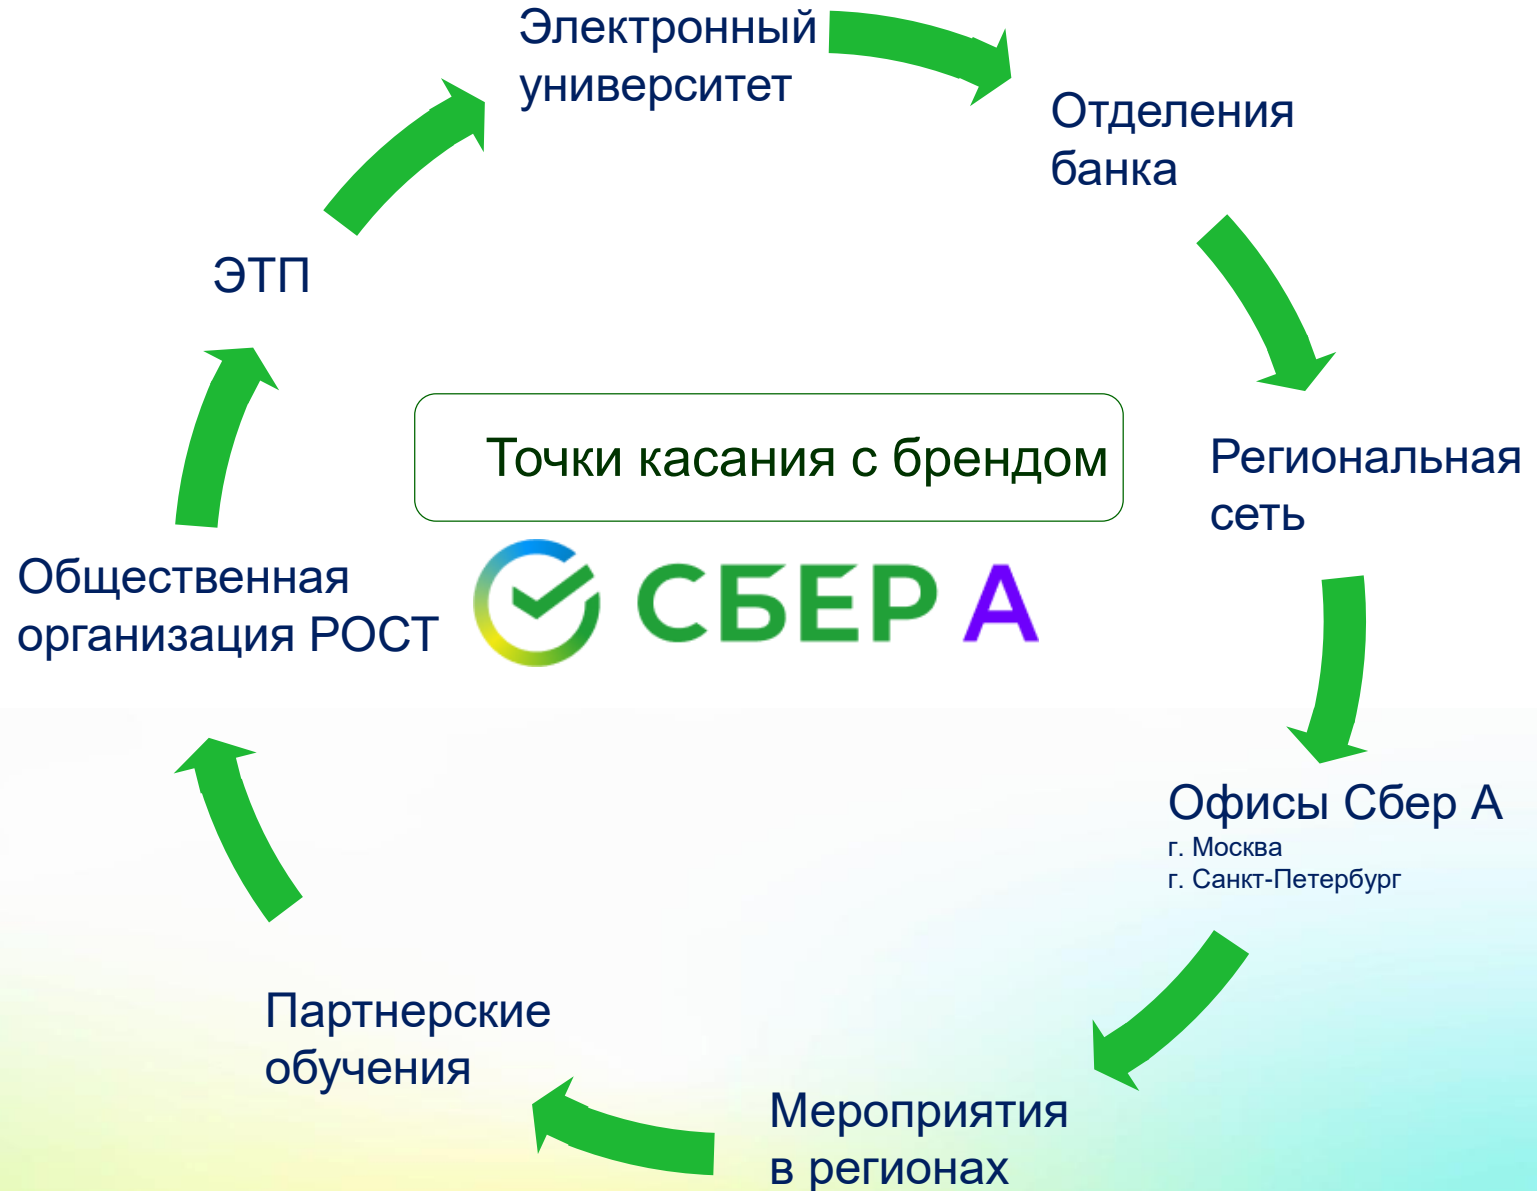 Электронный
университет
Отделения
банка
ЭТП
Точки касания с брендом
Региональная
сеть
Общественная
организация РОСТ
СБЕР А
Офисы Сбер А
г. Москва
г. Санкт-Петербург
Партнерские
обучения
Мероприятия
в регионах